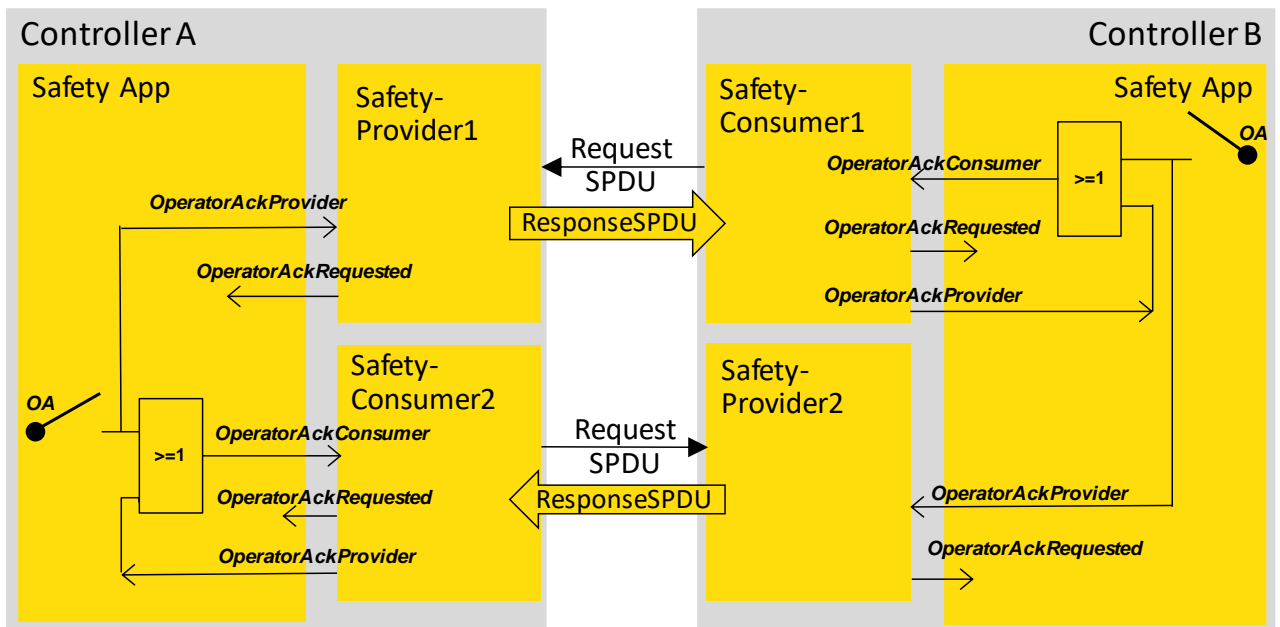 Controller A
Safety App
Safety-
Provider1
OperatorAckProvider
OperatorAckRequested
Safety-
Consumer2
OA
>=1
OperatorAckConsumer
OperatorAckRequested
OperatorAckProvider
Request
SPDU
ResponseSPDU
Request
SPDU
ResponseSPDU
Controller B
Safety-
Consumer1
Safety App
OA
OperatorAckConsumer
>=1
OperatorAckRequested
OperatorAckProvider
Safety-
Provider2
OperatorAckProvider
OperatorAckRequested